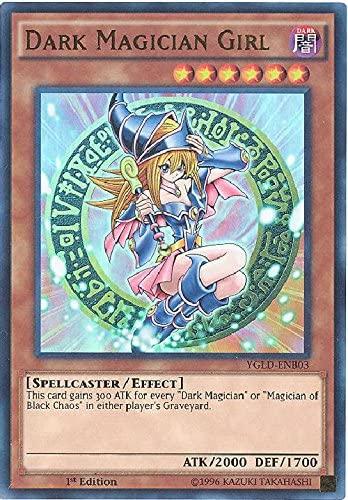 DARK MAGICIAN GIRL
DARK
闇
YGLD-ENB03
[SPELLCASTER / EFFECT]
This card gains 300 ATK for every "Dark Magician" or "Magician of
Black Chaos" in either player's Graveyard.
ATK/2000 DEF/1700
1st Edition
©1996 KAZUKI TAKAHASHI